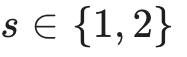 s ∈ {1, 2}